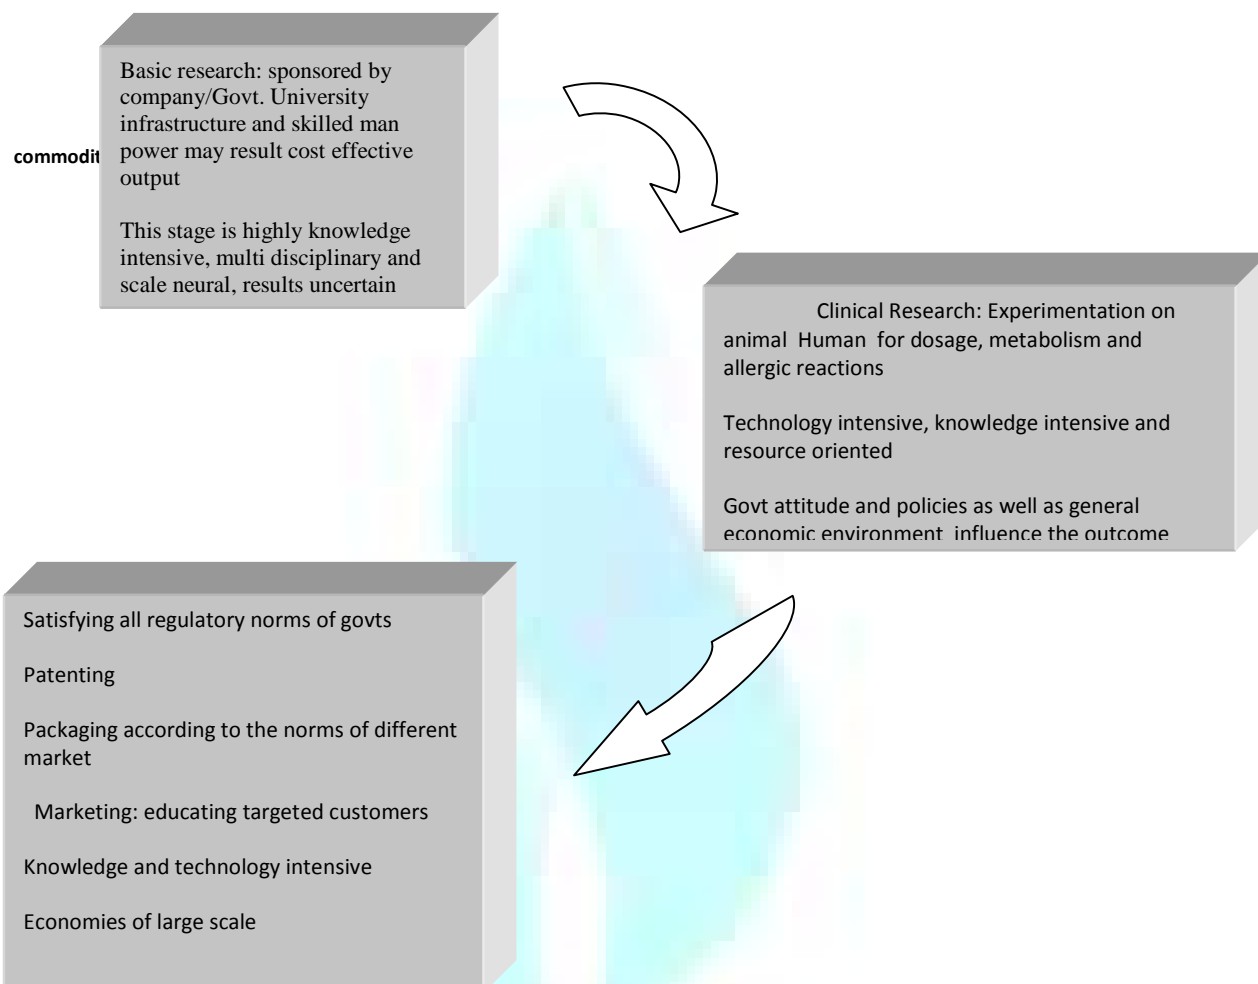 Basic research: sponsored by
company/Govt. University
infrastructure and skilled man
power may result cost effective
output
This stage is highly knowledge
intensive, multi disciplinary and
scale neural, results uncertain
commodit
Clinical Research: Experimentation on
animal Human for dosage, metabolism and
allergic reactions
Technology intensive, knowledge intensive and
resource oriented
Govt attitude and policies as well as general
economic environment influence the outcome
Satisfying all regulatory norms of govts
Patenting
Packaging according to the norms of different
market
Marketing: educating targeted customers
Knowledge and technology intensive
Economies of large scale